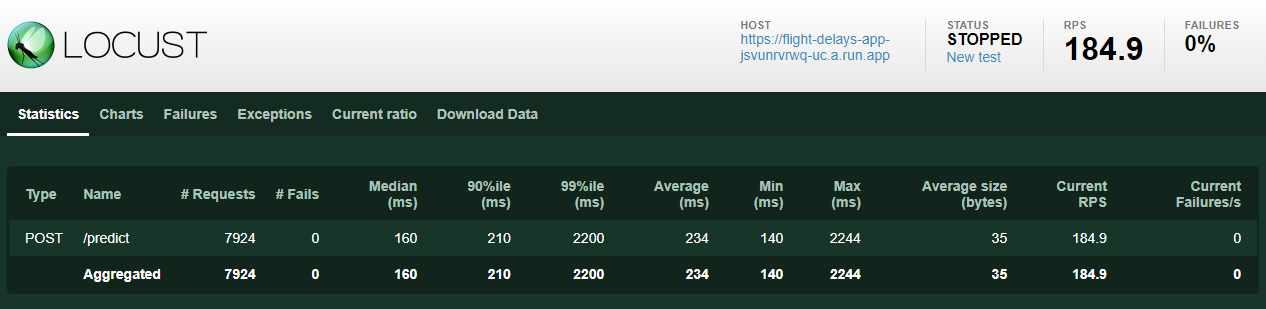 LOCUST
HOST
https://flight-delays-app-
jsvunrvrwq-uc.a.run.app
STATUS
STOPPED
New test
RPS
184.9
FAILURES
0%
Statistics Charts Failures Exceptions Current ratio Download Data
Type Name # Requests # Fails Median (ms) 90%ile (ms) 99%ile (ms) Average (ms) Min (ms) Max (ms) Average size (bytes) Current RPS Current Failures/s
POST /predict 7924 0 160 210 2200 234 140 2244 35 184.9 0
Aggregated 7924 0 160 210 2200 234 140 2244 35 184.9 0